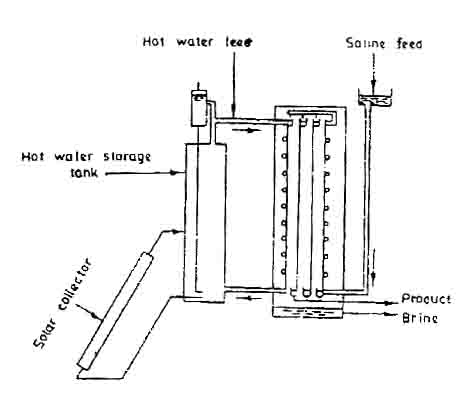 Hot water feed
Saline feed
Hot water storage
tank
Solar collector
Product
Brine